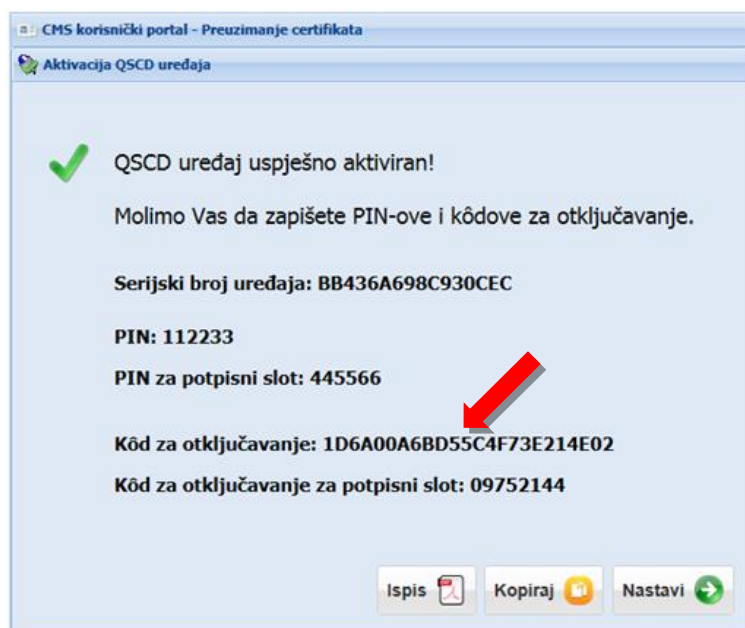 CMS korisnički portal - Preuzimanje certifikata
Aktivacija QSCD uređaja
QSCD uređaj uspješno aktiviran!
Molimo Vas da zapišete PIN-ove i kôdove za otključavanje.
Serijski broj uređaja: BB436A698C930CEC
PIN: 112233
PIN za potpisni slot: 445566
Kôd za otključavanje: 1D6A00A6BD55C4F73E214E02
Kôd za otključavanje za potpisni slot: 09752144
Ispis Kopiraj Nastavi